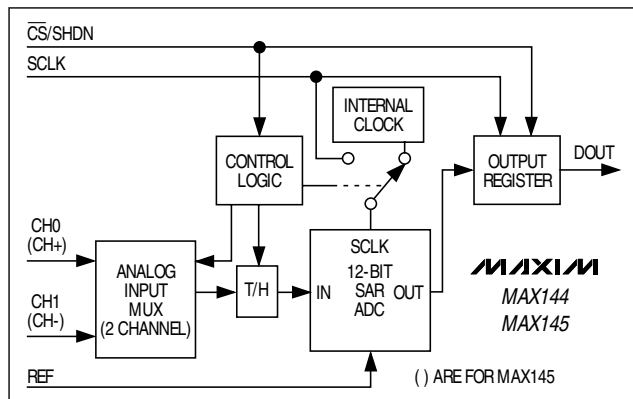 C̅S̅/SHDN
SCLK
INTERNAL
CLOCK
CONTROL
LOGIC
OUTPUT
REGISTER
DOUT
CH0
(CH+)
CH1
(CH-)
ANALOG
INPUT
MUX
(2 CHANNEL)
T/H
SCLK
12-BIT
IN SAR OUT
ADC
MAXIM
MAX144
MAX145
REF
( ) ARE FOR MAX145